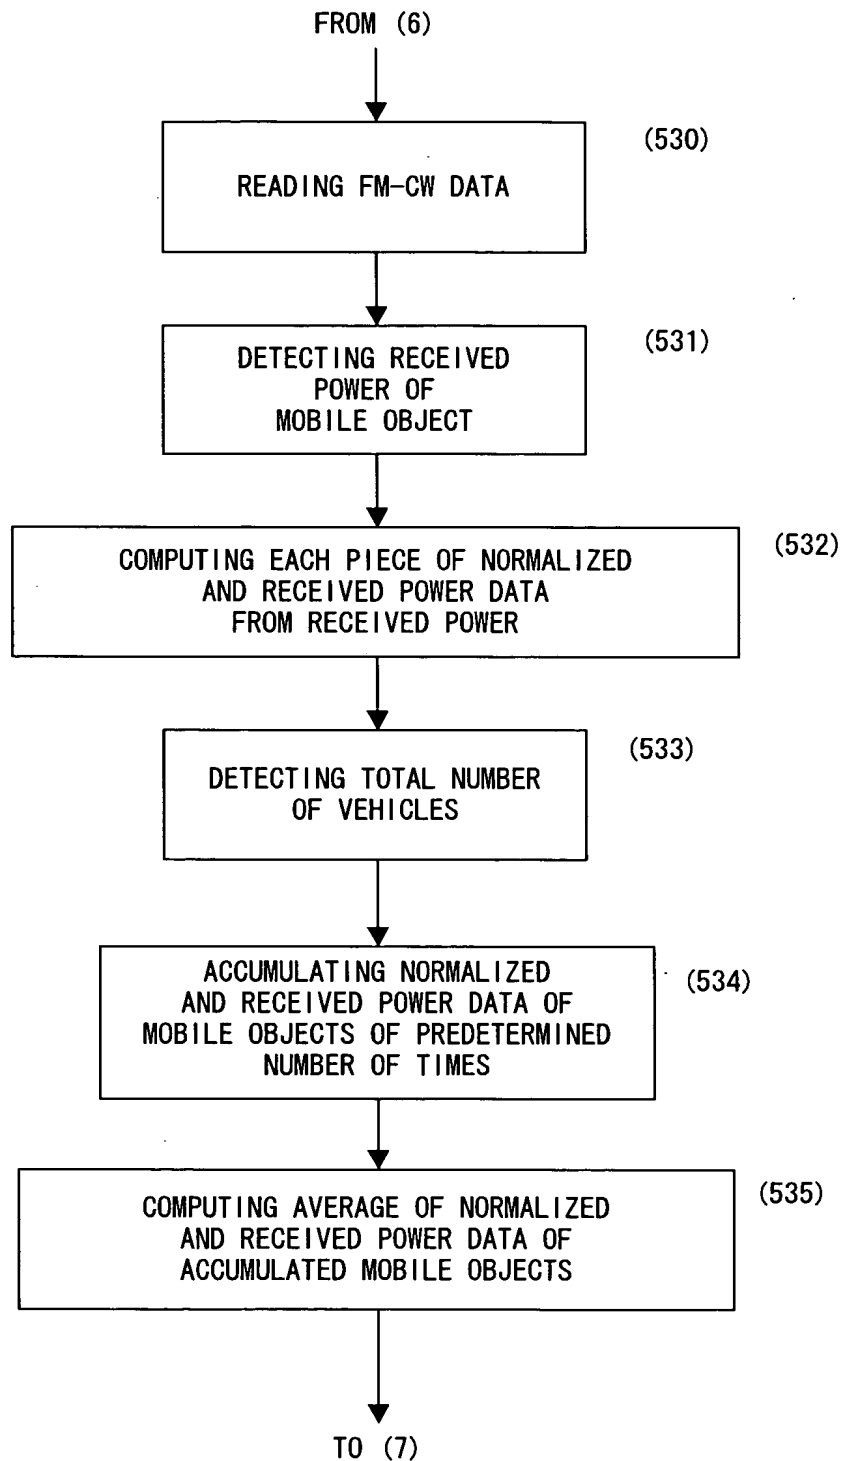 FROM (6)
(530)
READING FM-CW DATA
(531)
DETECTING RECEIVED
POWER OF
MOBILE OBJECT
(532)
COMPUTING EACH PIECE OF NORMALIZED
AND RECEIVED POWER DATA
FROM RECEIVED POWER
(533)
DETECTING TOTAL NUMBER
OF VEHICLES
(534)
ACCUMULATING NORMALIZED
AND RECEIVED POWER DATA OF
MOBILE OBJECTS OF PREDETERMINED
NUMBER OF TIMES
(535)
COMPUTING AVERAGE OF NORMALIZED
AND RECEIVED POWER DATA OF
ACCUMULATED MOBILE OBJECTS
TO (7)